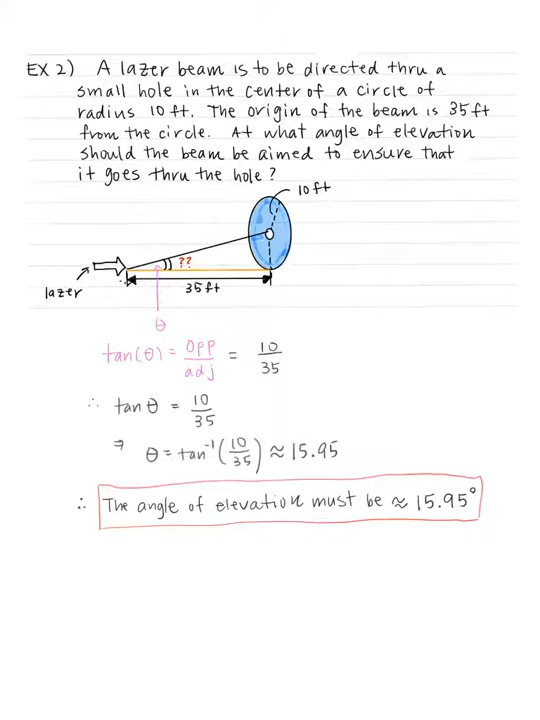 EX 2) A lazer beam is to be directed thru a
small hole in the center of a circle of
radius 10 ft. The origin of the beam is 35 ft
from the circle. At what angle of elevation
should the beam be aimed to ensure that
it goes thru the hole?
10 ft
??
lazer
35 ft
θ
tan(θ) = opp/adj = 10/35
∴ tan θ = 10/35
⇒ θ = tan⁻¹(10/35) ≈ 15.95
∴ The angle of elevation must be ≈ 15.95°